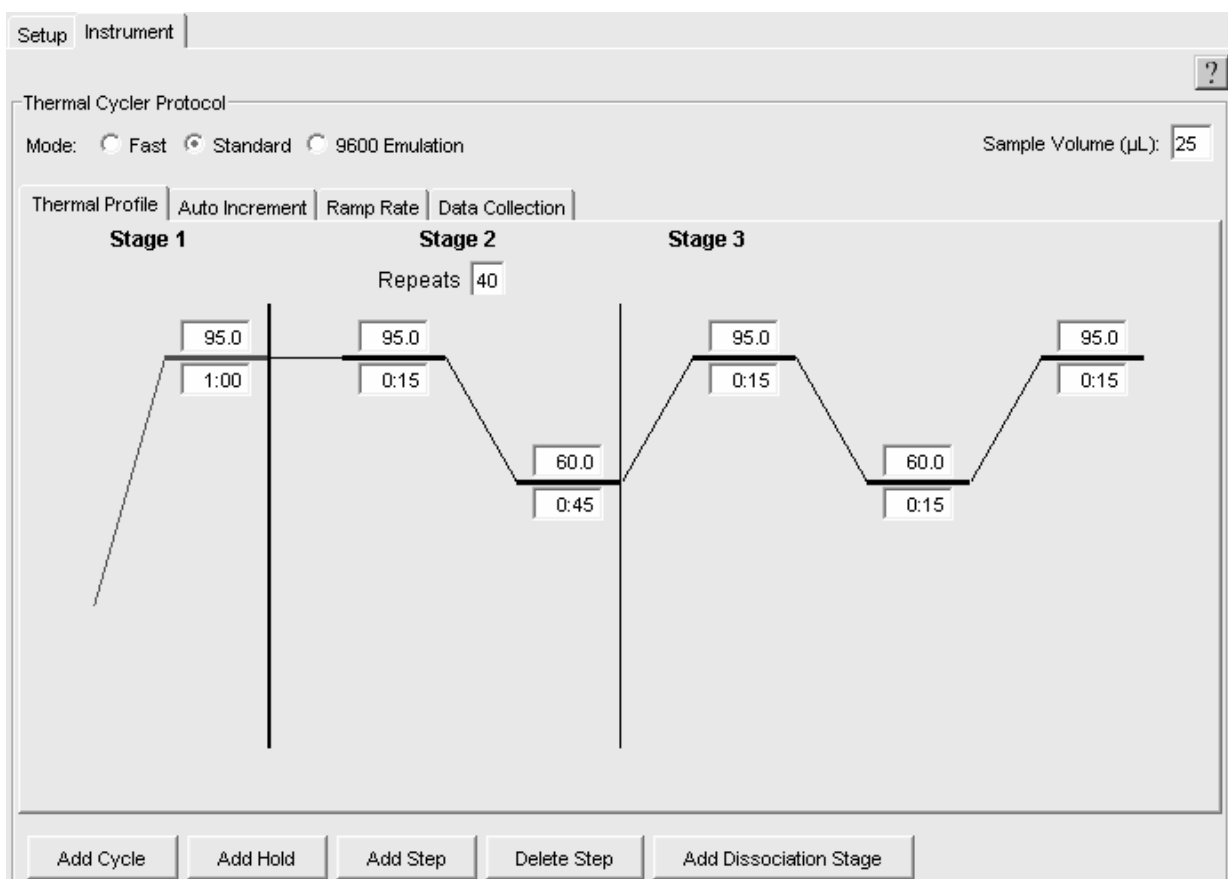 Setup Instrument
?
Thermal Cycler Protocol
Mode: Fast Standard 9600 Emulation Sample Volume (µL): 25
Thermal Profile Auto Increment Ramp Rate Data Collection
Stage 1 Stage 2 Stage 3
Repeats 40
95.0 95.0 95.0 95.0
1:00 0:15 0:15 0:15
60.0 60.0
0:45 0:15
Add Cycle Add Hold Add Step Delete Step Add Dissociation Stage